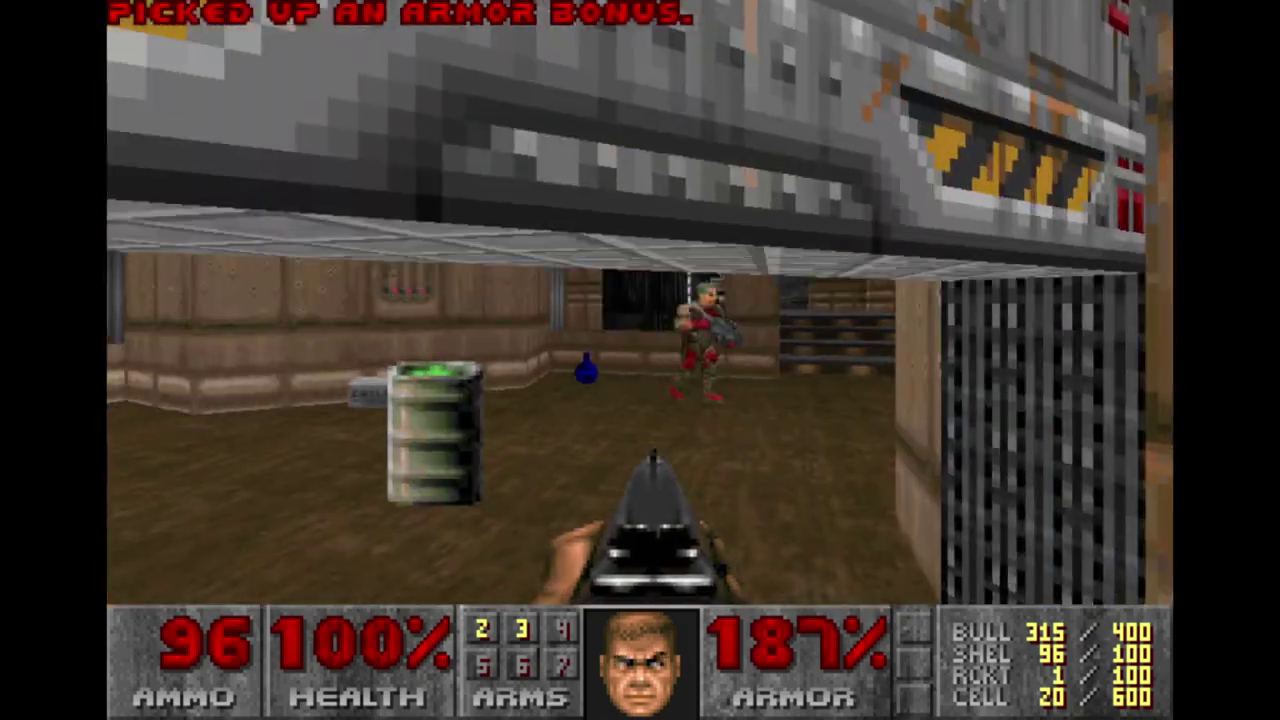 PICKED UP AN ARMOR BONUS.
96 100% 2 3 4 187% BULL 315 / 400
SHEL 96 / 100
5 6 7 RCKT 1 / 100
AMMO HEALTH ARMS ARMOR CELL 20 / 600